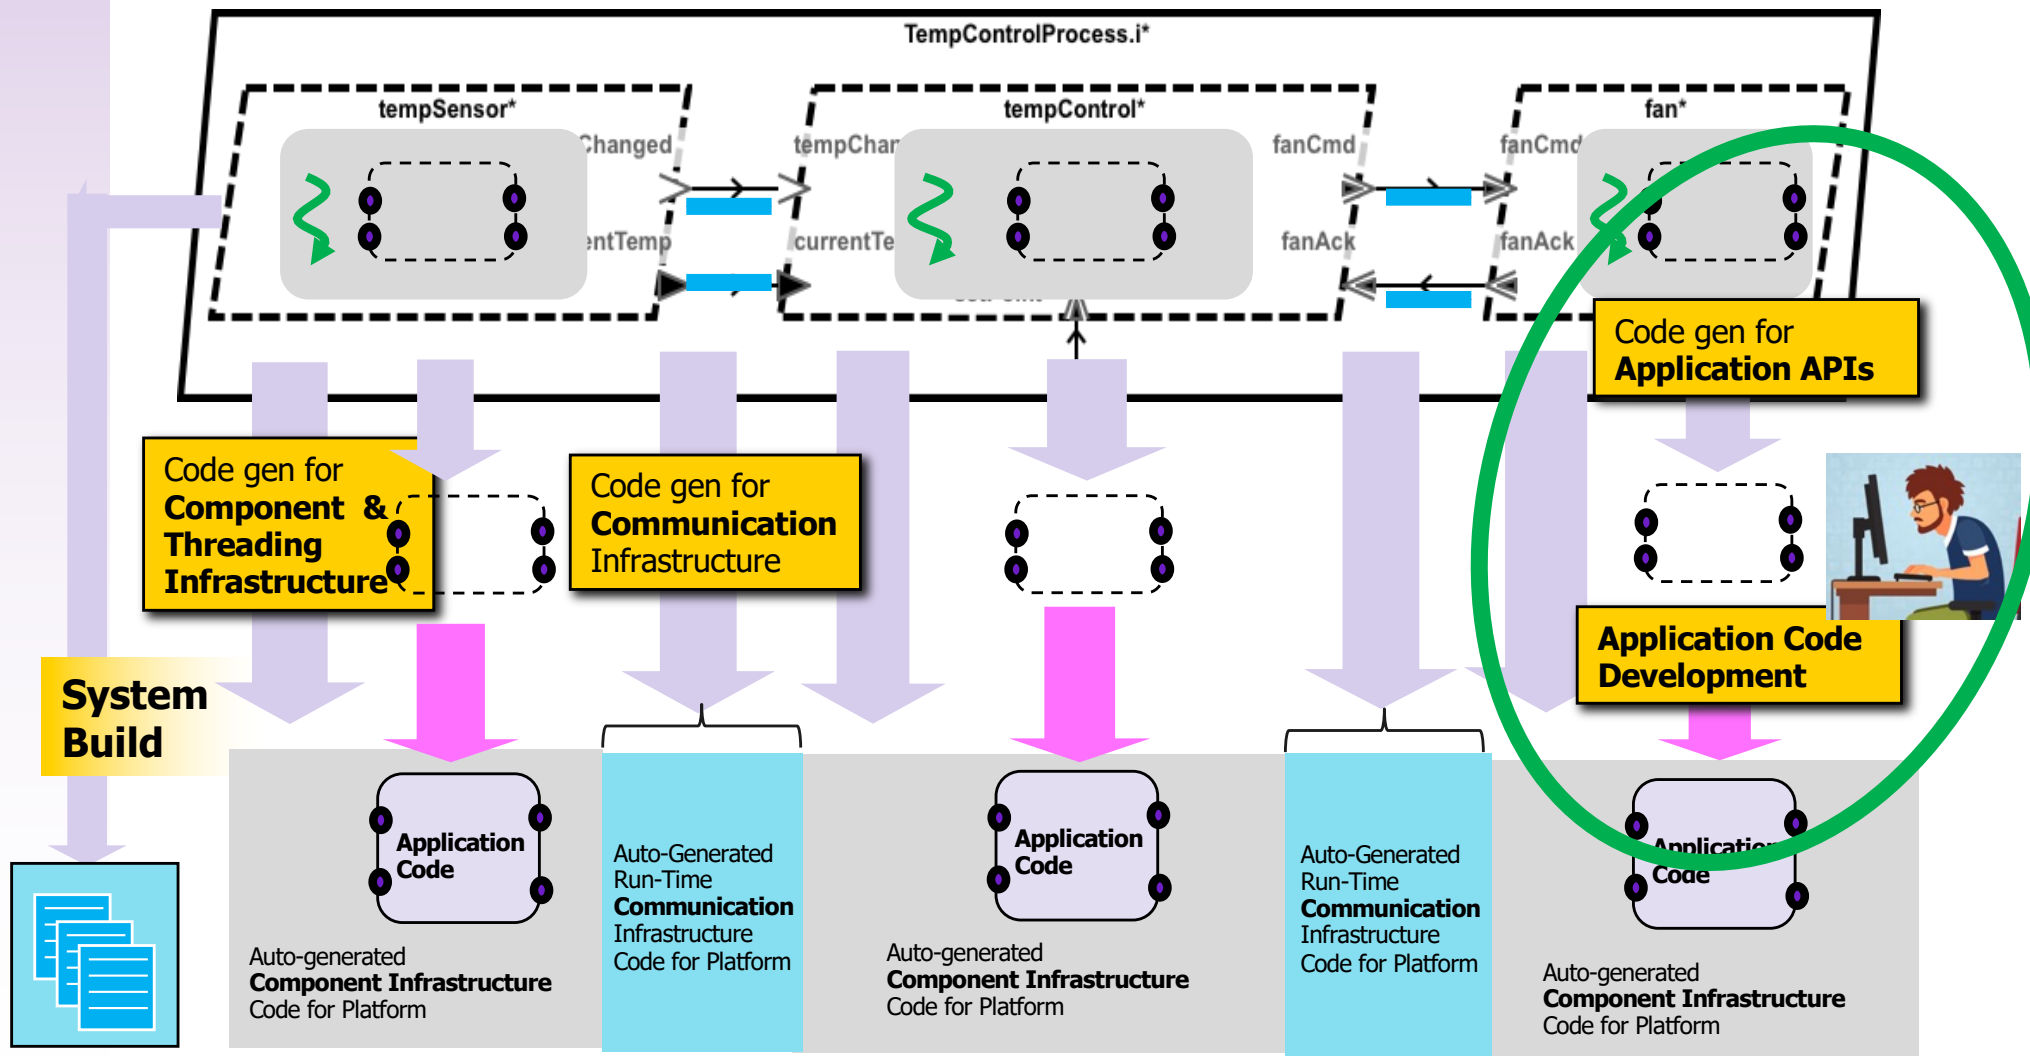 TempControlProcess.i*
tempSensor*
tempControl*
fan*
Changed
tempChar
fanCmd
fanCmd
entTemp
currentTe
fanAck
fanAck
Code gen for
Application APIs
Code gen for
Component &
Threading
Infrastructure
Code gen for
Communication
Infrastructure
Application Code
Development
System
Build
Application
Code
Application
Code
Application
Code
Auto-Generated
Run-Time
Communication
Infrastructure
Code for Platform
Auto-Generated
Run-Time
Communication
Infrastructure
Code for Platform
Auto-generated
Component Infrastructure
Code for Platform
Auto-generated
Component Infrastructure
Code for Platform
Auto-generated
Component Infrastructure
Code for Platform